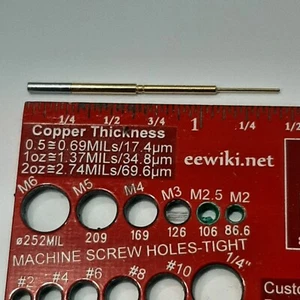 1/4 1/2 3/4 1 1/4 1/2
Copper Thickness
0.5≅0.69MILs/17.4μm
1oz≅1.37MILs/34.8μm
2oz≅2.74MILs/69.6μm
eewiki.net
M6 M5 M4 M3 M2.5 M2
ø252MIL 209 169 126 106 86.6
MACHINE SCREW HOLES-TIGHT
#2 #4 #6 #8 #10 1/4"
Custo